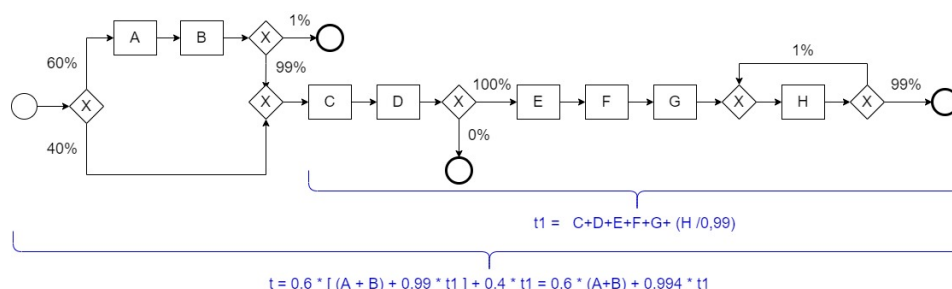 1%
A
B
X
60%
99%
1%
X
X
C
D
X
100%
E
F
G
X
H
X
99%
40%
0%
t1 = C+D+E+F+G+ (H /0,99)
t = 0.6 * [ (A + B) + 0.99 * t1 ] + 0.4 * t1 = 0.6 * (A+B) + 0.994 * t1